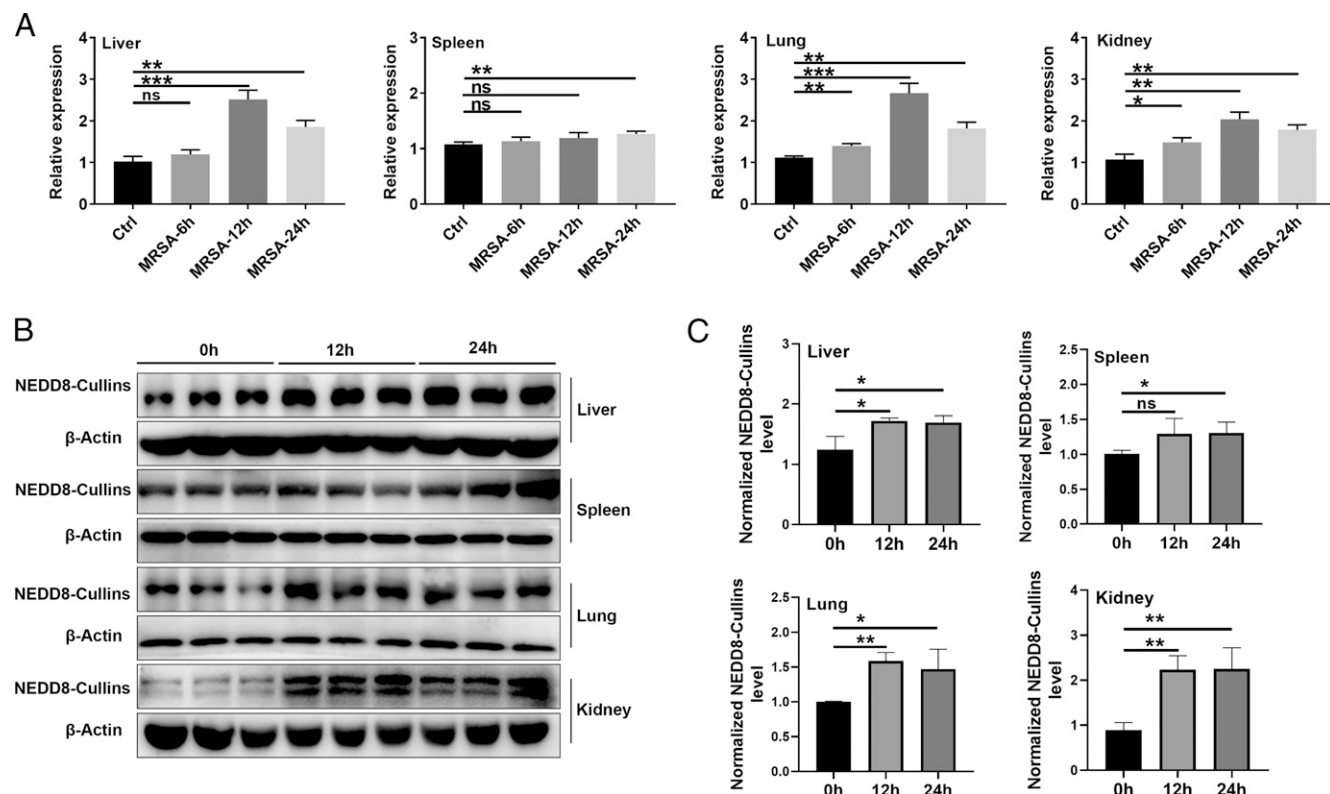 A
Liver
Relative expression
4
3
2
1
0
**
***
ns
Ctrl
MRSA-6h
MRSA-12h
MRSA-24h
Spleen
Relative expression
3
2
1
0
**
ns
ns
Ctrl
MRSA-6h
MRSA-12h
MRSA-24h
Lung
Relative expression
4
3
2
1
0
**
***
**
Ctrl
MRSA-6h
MRSA-12h
MRSA-24h
Kidney
Relative expression
4
3
2
1
0
**
**
*
Ctrl
MRSA-6h
MRSA-12h
MRSA-24h
B
0h 12h 24h
NEDD8-Cullins
β-Actin
Liver
NEDD8-Cullins
β-Actin
Spleen
NEDD8-Cullins
β-Actin
Lung
NEDD8-Cullins
β-Actin
Kidney
C
Liver
Normalized NEDD8-Cullins
level
3
2
1
0
*
*
0h 12h 24h
Spleen
Normalized NEDD8-Cullins
level
2.5
2.0
1.5
1.0
0.5
0.0
*
ns
0h 12h 24h
Lung
Normalized NEDD8-Cullins
level
2.5
2.0
1.5
1.0
0.5
0.0
*
**
0h 12h 24h
Kidney
Normalized NEDD8-Cullins
level
4
3
2
1
0
**
**
0h 12h 24h